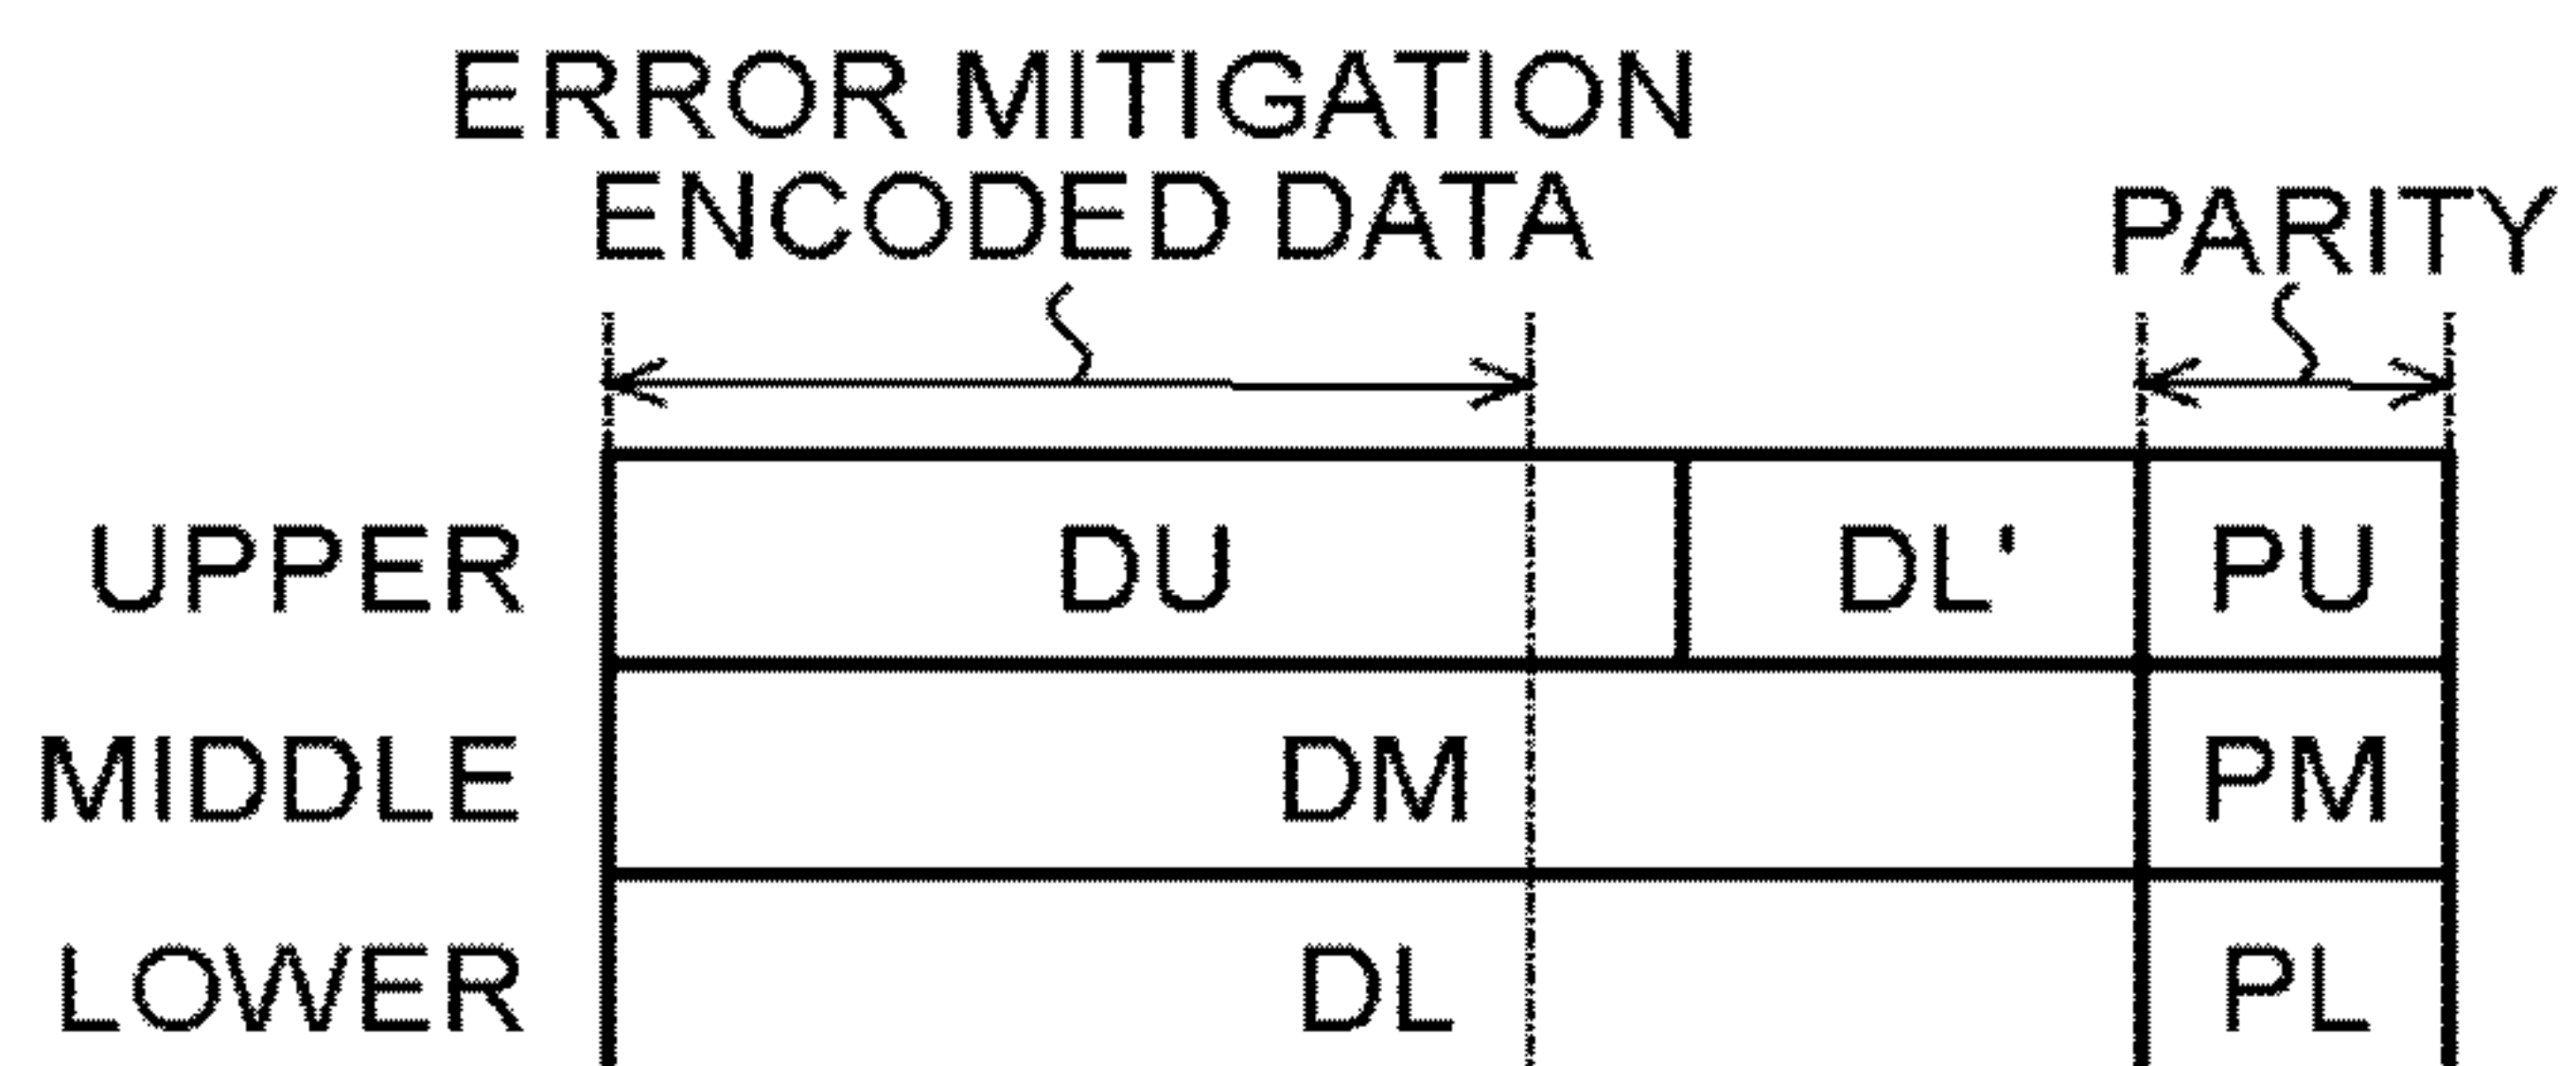 ERROR MITIGATION
ENCODED DATA
PARITY
UPPER DU DL' PU
MIDDLE DM PM
LOWER DL PL